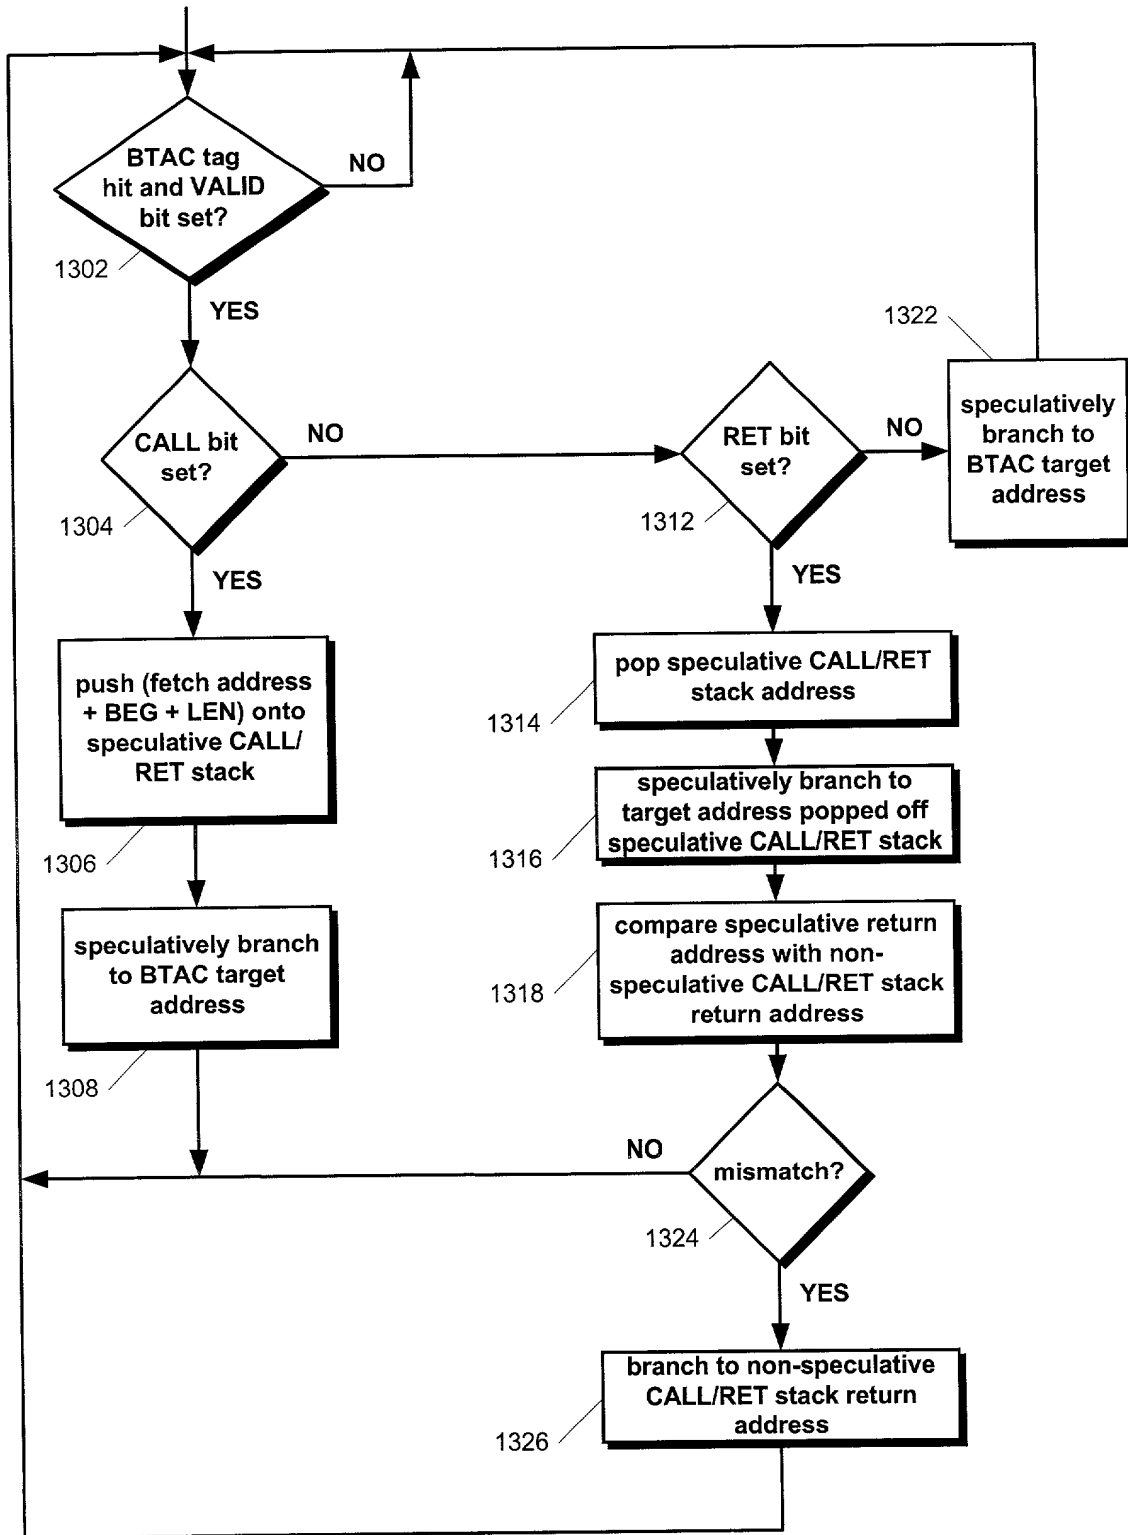 BTAC tag
hit and VALID
bit set?
NO
1302
YES
1322
CALL bit
set?
NO
1304
RET bit
set?
NO
1312
speculatively
branch to
BTAC target
address
YES
YES
push (fetch address
+ BEG + LEN) onto
speculative CALL/
RET stack
1306
pop speculative CALL/RET
stack address
1314
speculatively branch to
target address popped off
speculative CALL/RET stack
1316
speculatively branch
to BTAC target
address
1308
compare speculative return
address with non-
speculative CALL/RET stack
return address
1318
NO
mismatch?
1324
YES
branch to non-speculative
CALL/RET stack return
address
1326